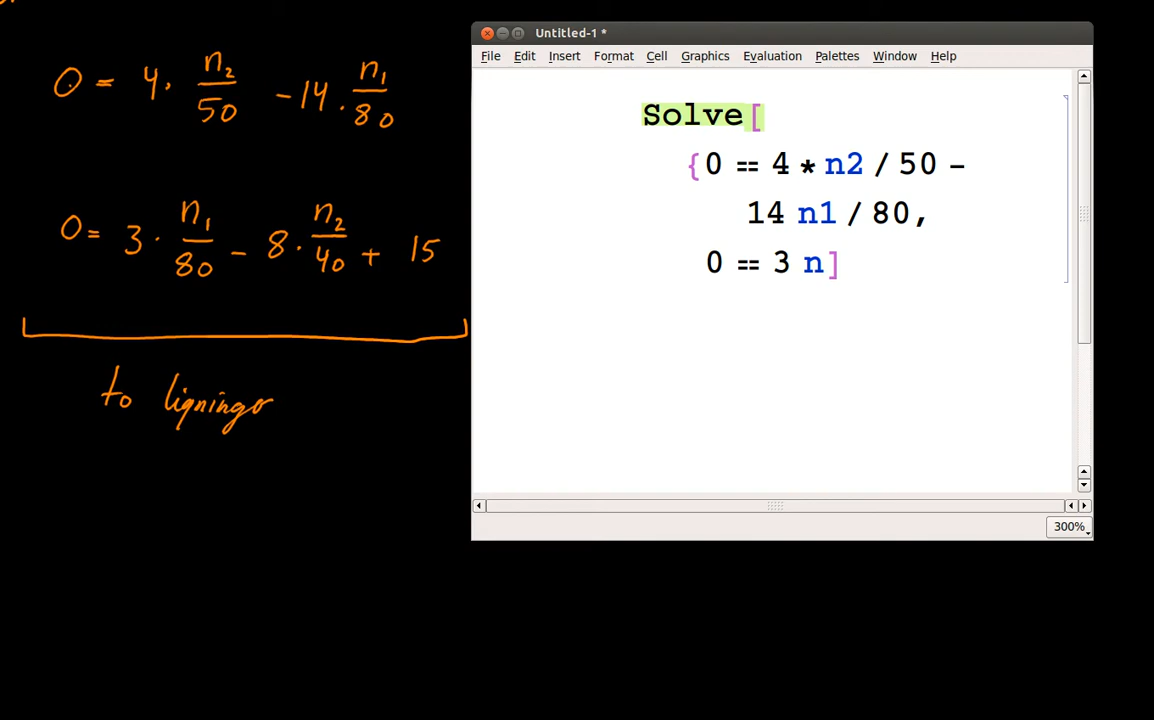 0 = 4 · n₂/50 - 14 · n₁/80
0 = 3 · n₁/80 - 8 · n₂/40 + 15
to ligninger
Untitled-1 *
File Edit Insert Format Cell Graphics Evaluation Palettes Window Help
Solve[
{0 == 4 * n2 / 50 -
14 n1 / 80,
0 == 3 n]
300%